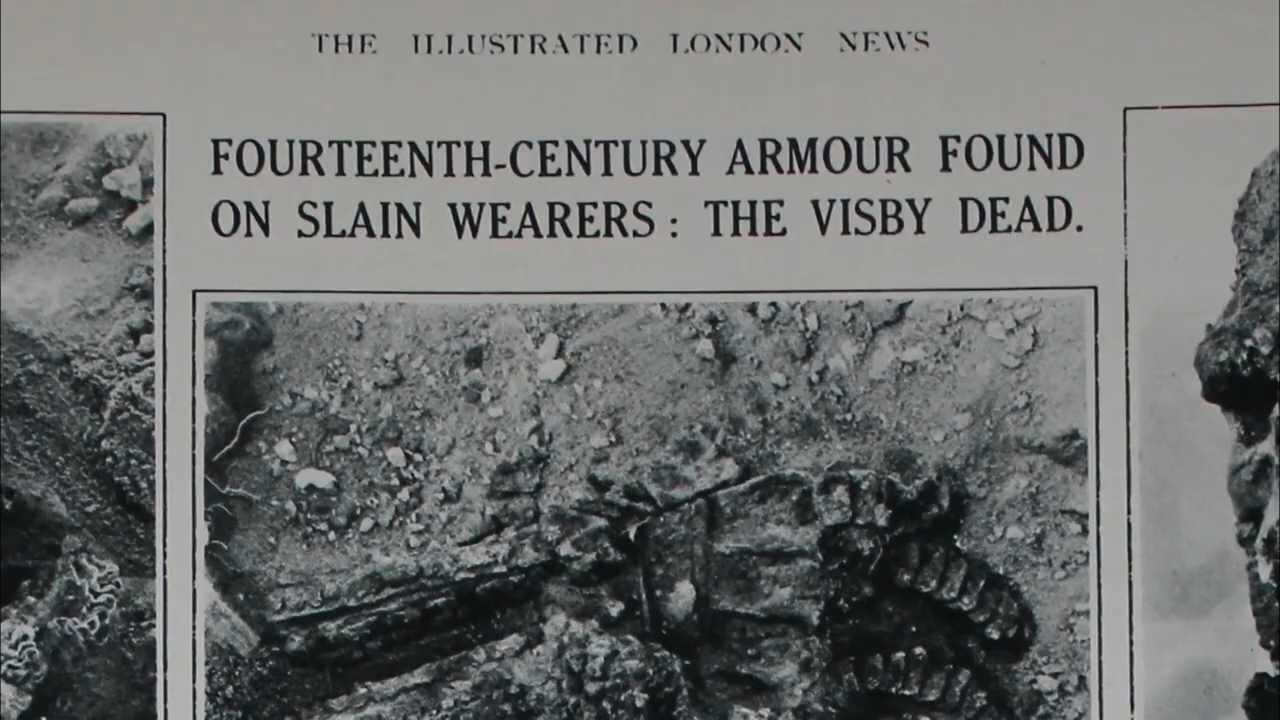 THE ILLUSTRATED LONDON NEWS
FOURTEENTH-CENTURY ARMOUR FOUND
ON SLAIN WEARERS : THE VISBY DEAD.